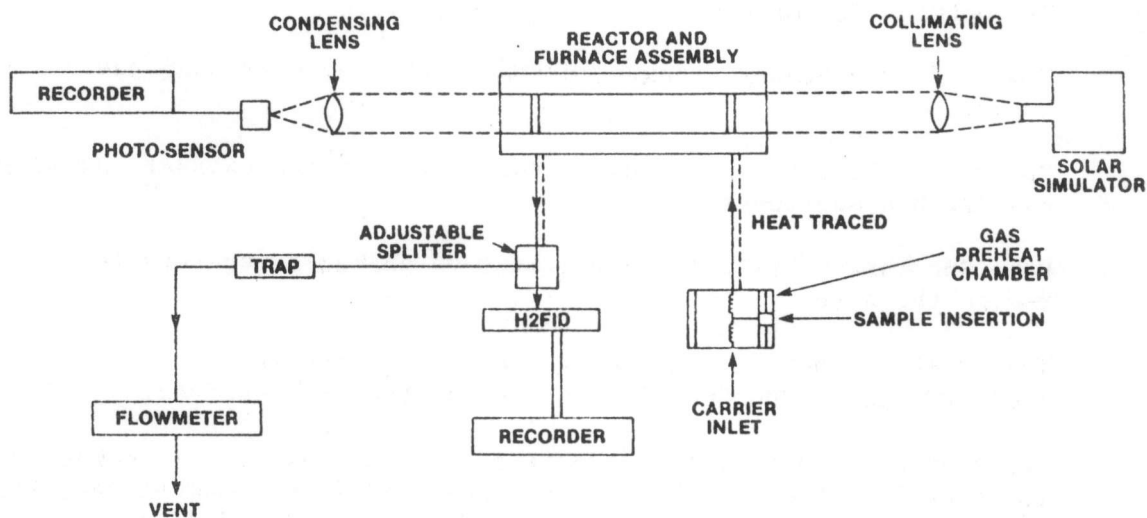 CONDENSING
LENS
REACTOR AND
FURNACE ASSEMBLY
COLLIMATING
LENS
RECORDER
PHOTO-SENSOR
SOLAR
SIMULATOR
HEAT TRACED
ADJUSTABLE
SPLITTER
GAS
PREHEAT
CHAMBER
TRAP
H2FID
SAMPLE INSERTION
CARRIER
INLET
FLOWMETER
RECORDER
VENT